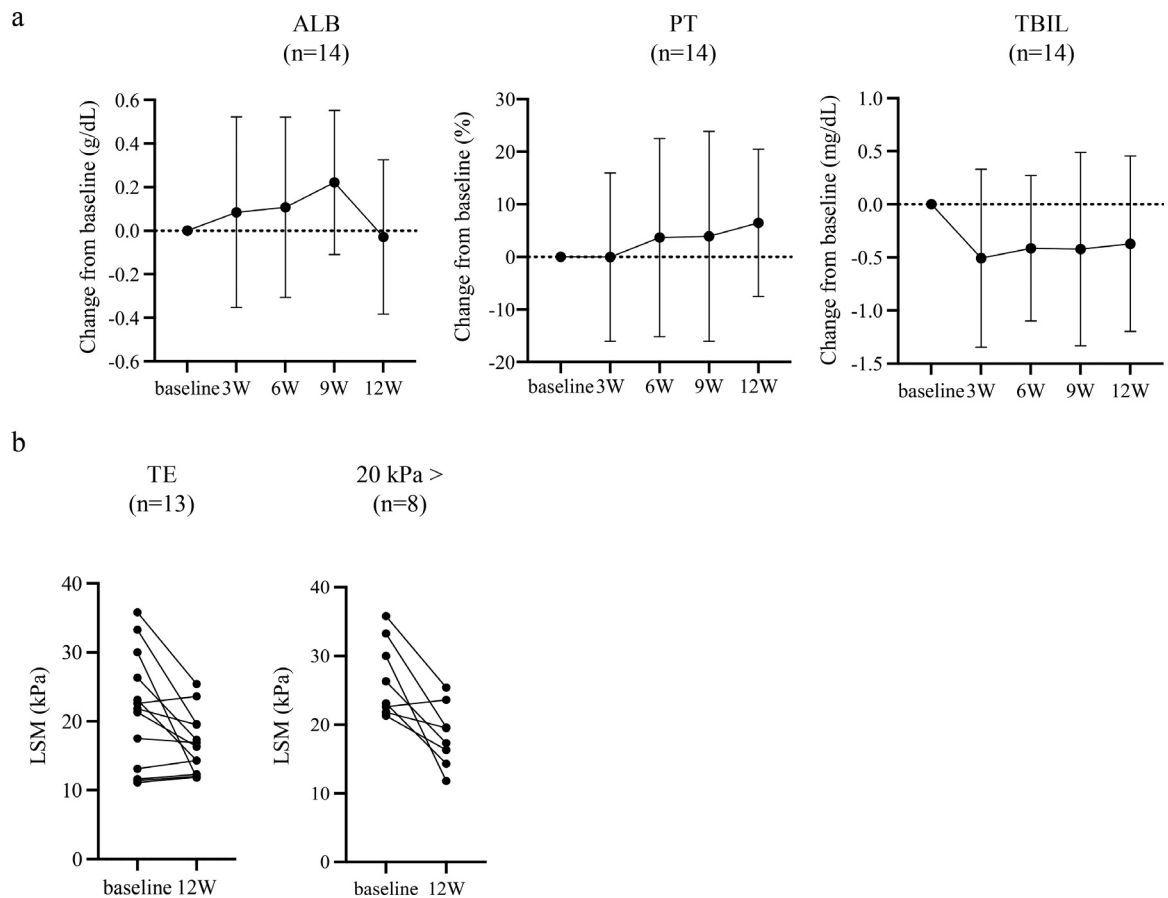 a
ALB
(n=14)
Change from baseline (g/dL)
0.6
0.4
0.2
0.0
-0.2
-0.4
-0.6
baseline 3W 6W 9W 12W
PT
(n=14)
Change from baseline (%)
30
20
10
0
-10
-20
baseline 3W 6W 9W 12W
TBIL
(n=14)
Change from baseline (mg/dL)
1.0
0.5
0.0
-0.5
-1.0
-1.5
baseline 3W 6W 9W 12W
b
TE
(n=13)
LSM (kPa)
40
30
20
10
0
baseline 12W
20 kPa >
(n=8)
LSM (kPa)
40
30
20
10
0
baseline 12W